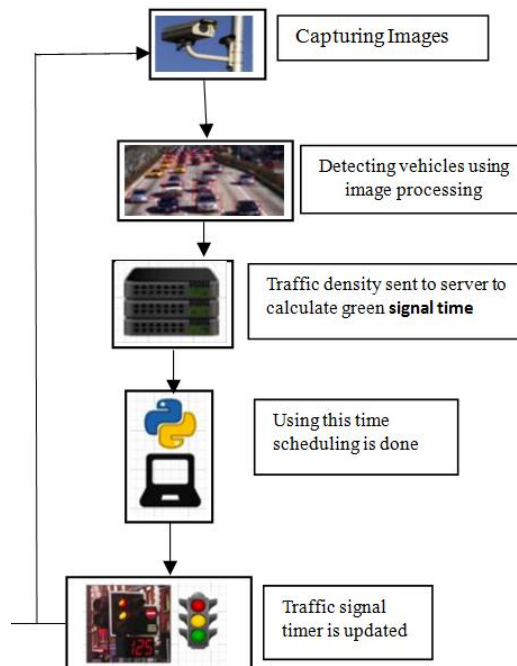 Capturing Images
Detecting vehicles using
image processing
Traffic density sent to server to
calculate green signal time
Using this time
scheduling is done
125
Traffic signal
timer is updated